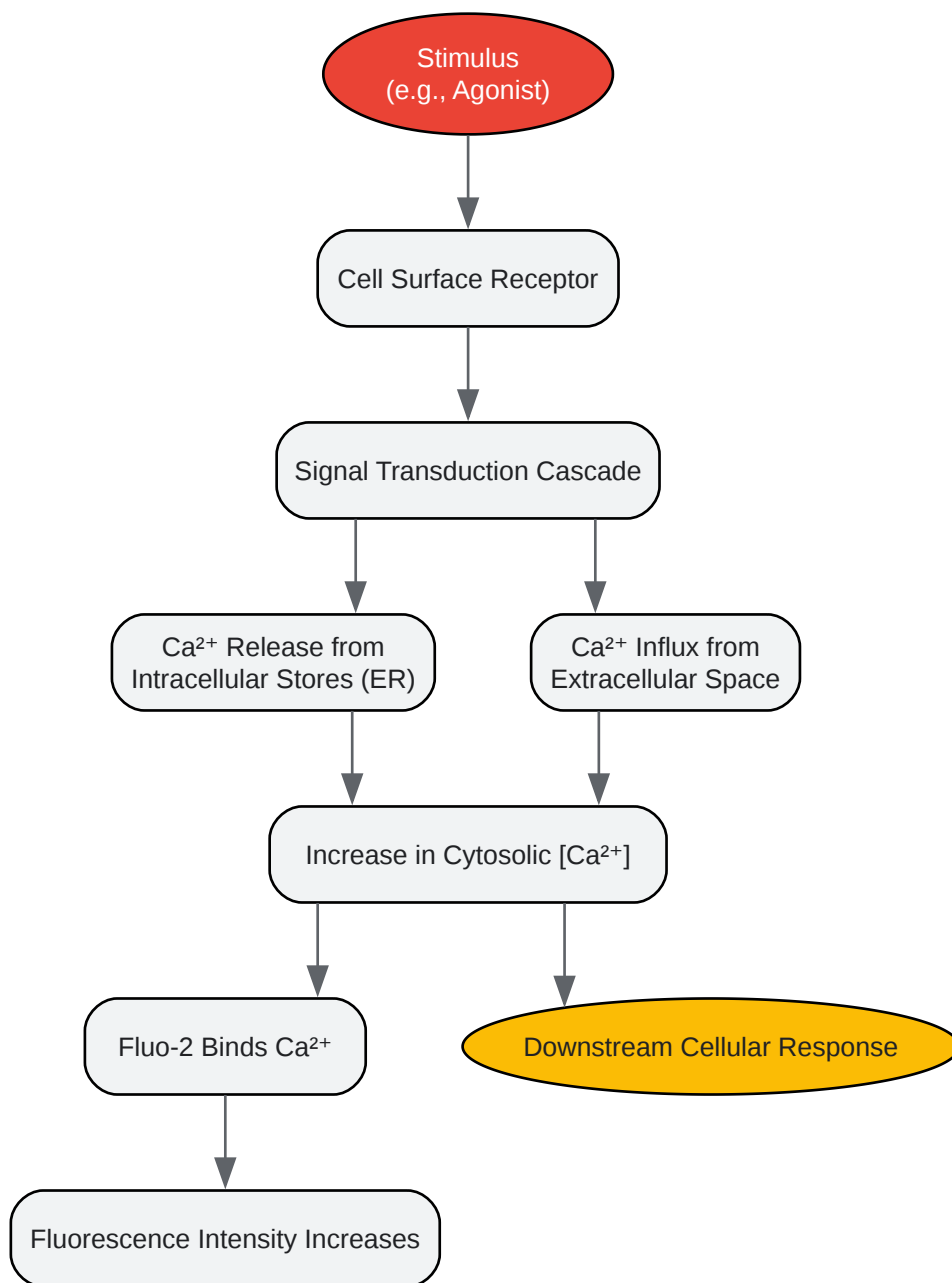 Stimulus
(e.g., Agonist)
Cell Surface Receptor
Signal Transduction Cascade
Ca²⁺ Release from
Intracellular Stores (ER)
Ca²⁺ Influx from
Extracellular Space
Increase in Cytosolic [Ca²⁺]
Fluo-2 Binds Ca²⁺
Downstream Cellular Response
Fluorescence Intensity Increases